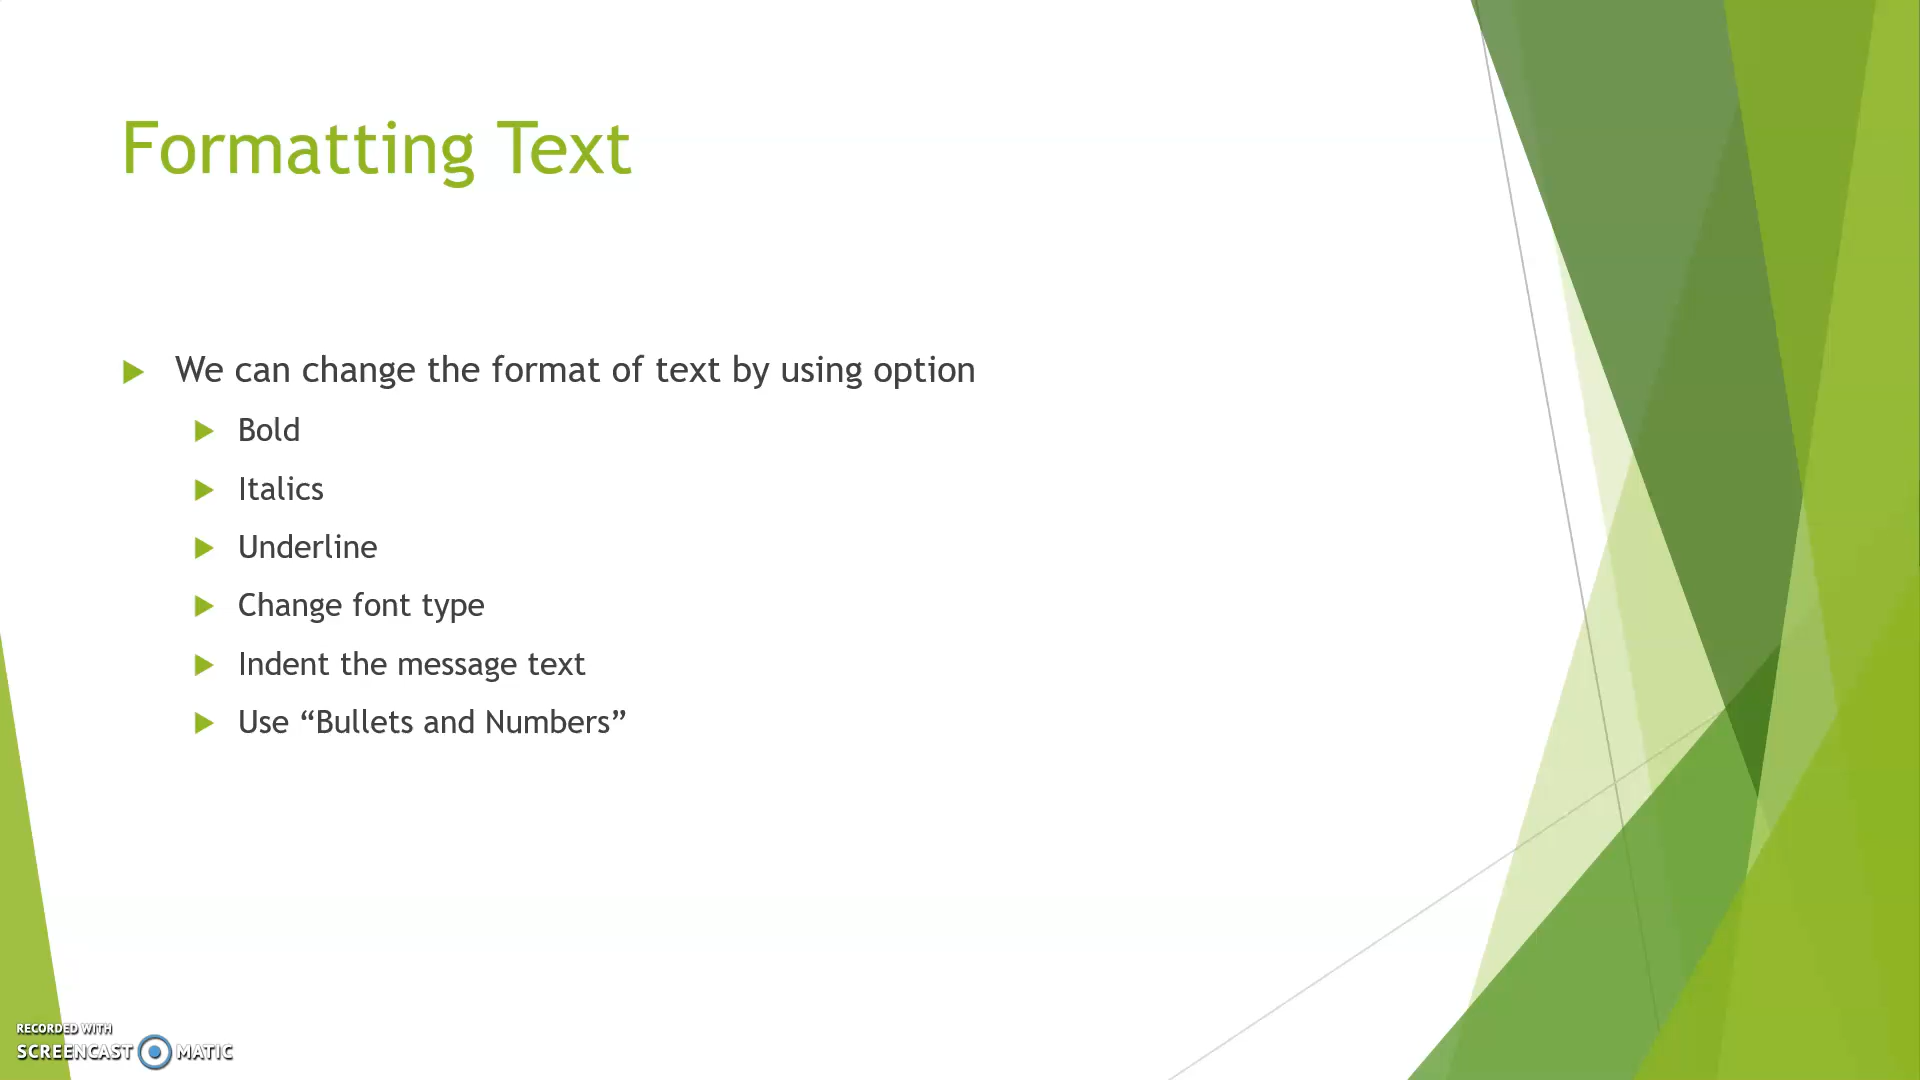 Formatting Text
We can change the format of text by using option
Bold
Italics
Underline
Change font type
Indent the message text
Use “Bullets and Numbers”
RECORDED WITH
SCREENCAST MATIC